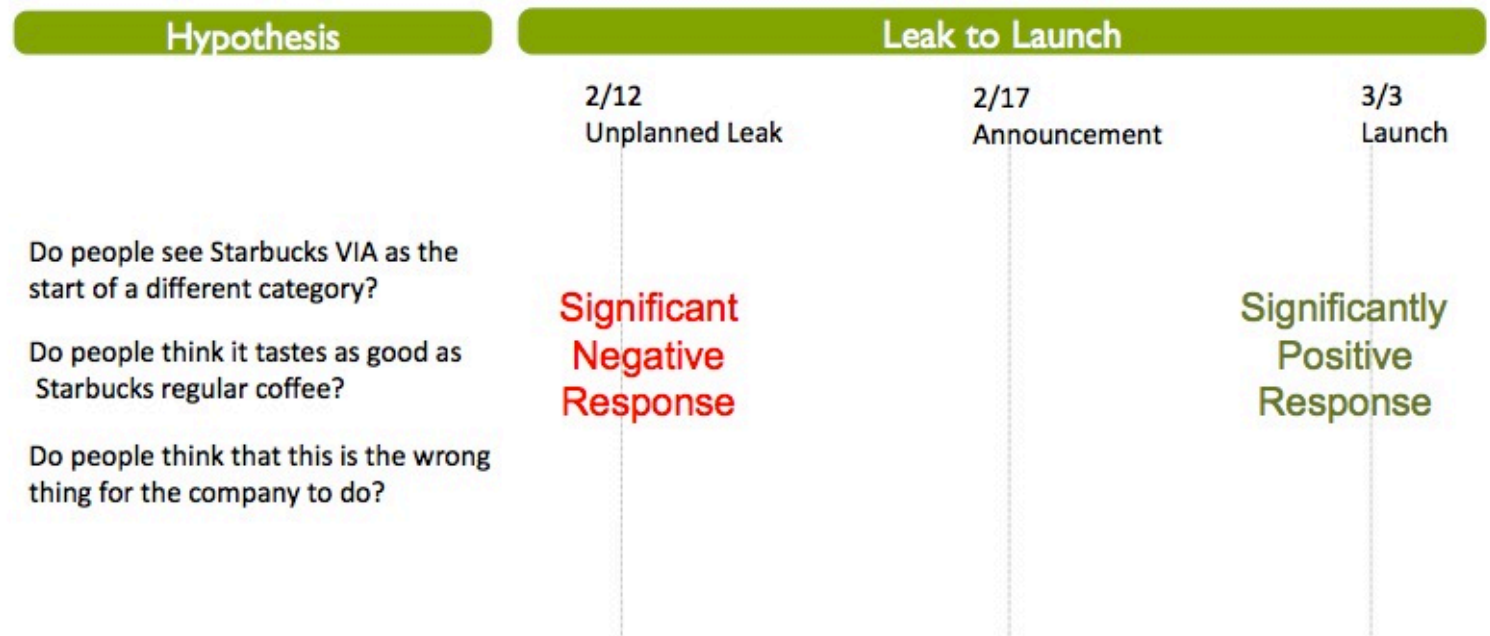 Hypothesis
Leak to Launch
2/12
Unplanned Leak
2/17
Announcement
3/3
Launch
Do people see Starbucks VIA as the
start of a different category?
Do people think it tastes as good as
Starbucks regular coffee?
Do people think that this is the wrong
thing for the company to do?
Significant
Negative
Response
Significantly
Positive
Response